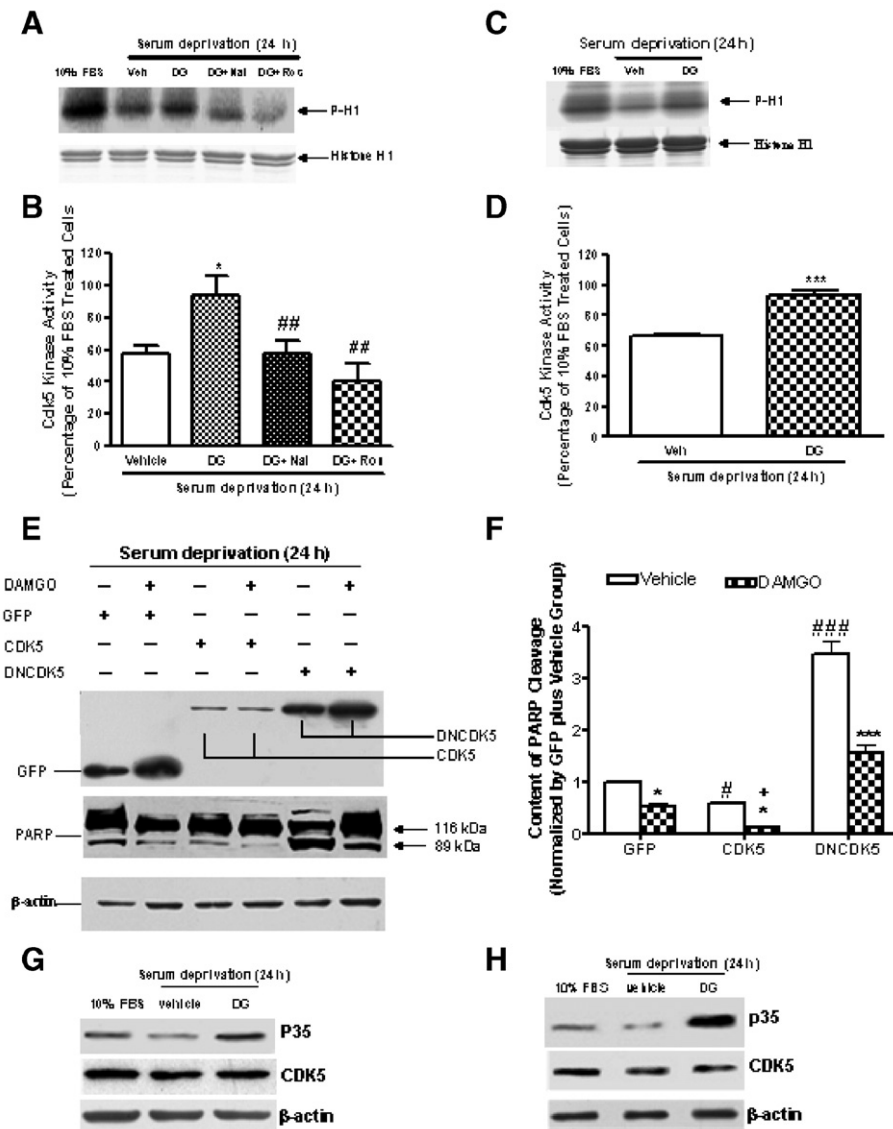 A
Serum deprivation (24 h)
10% FBS Veh DG DG+Nal DG+Roc
P-H1
Histone H1
B
Cdk5 Kinase Activity
(Percentage of 10% FBS Treated Cells)
120
100
80
60
40
20
0
*
##
##
Vehicle DG DG+ Nal DG+ Roc
Serum deprivation (24 h)
C
Serum deprivation (24 h)
10% FBS Veh DG
P-H1
Histone H1
D
Cdk5 Kinase Activity
(Percentage of 10% FBS Treated Cells)
120
100
80
60
40
20
0
***
Veh DG
Serum deprivation (24 h)
E
Serum deprivation (24 h)
DAMGO – + – + – +
GFP + + – – – –
CDK5 – – + + – –
DNCDK5 – – – – + +
DNCDK5
CDK5
GFP
PARP
116 kDa
89 kDa
β-actin
F
Vehicle DAMGO
Content of PARP Cleavage
(Normalized by GFP plus Vehicle Group)
4
3
2
1
0
*
#
+
*
###
***
GFP CDK5 DNCDK5
G
Serum deprivation (24 h)
10% FBS vehicle DG
P35
CDK5
β-actin
H
Serum deprivation (24 h)
10% FBS vehicle DG
p35
CDK5
β-actin